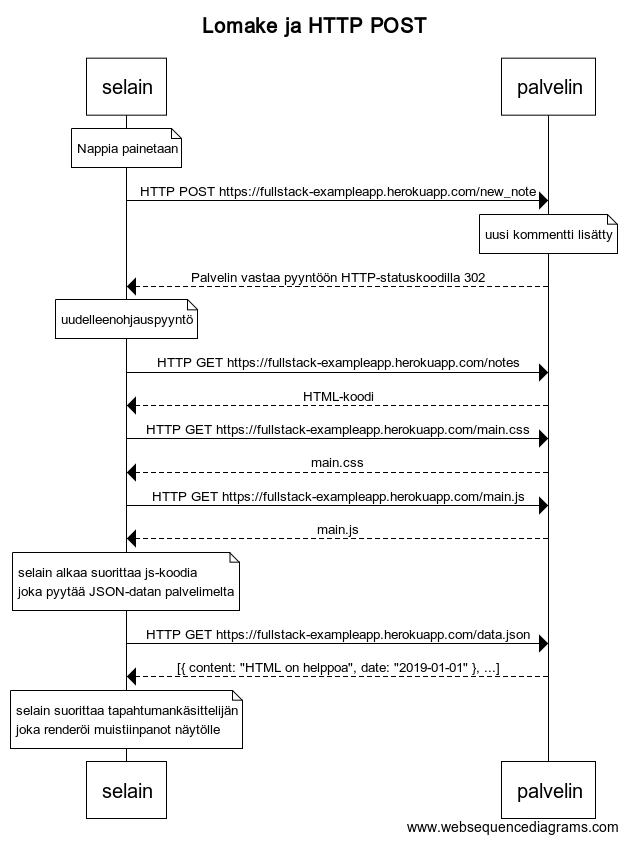 Lomake ja HTTP POST
selain
palvelin
Nappia painetaan
HTTP POST https://fullstack-exampleapp.herokuapp.com/new_note
uusi kommentti lisätty
Palvelin vastaa pyyntöön HTTP-statuskoodilla 302
uudelleenohjauspyyntö
HTTP GET https://fullstack-exampleapp.herokuapp.com/notes
HTML-koodi
HTTP GET https://fullstack-exampleapp.herokuapp.com/main.css
main.css
HTTP GET https://fullstack-exampleapp.herokuapp.com/main.js
main.js
selain alkaa suorittaa js-koodia
joka pyytää JSON-datan palvelimelta
HTTP GET https://fullstack-exampleapp.herokuapp.com/data.json
[{ content: "HTML on helppoa", date: "2019-01-01" }, ...]
selain suorittaa tapahtumankäsittelijän
joka renderöi muistiinpanot näytölle
selain
palvelin
www.websequencediagrams.com